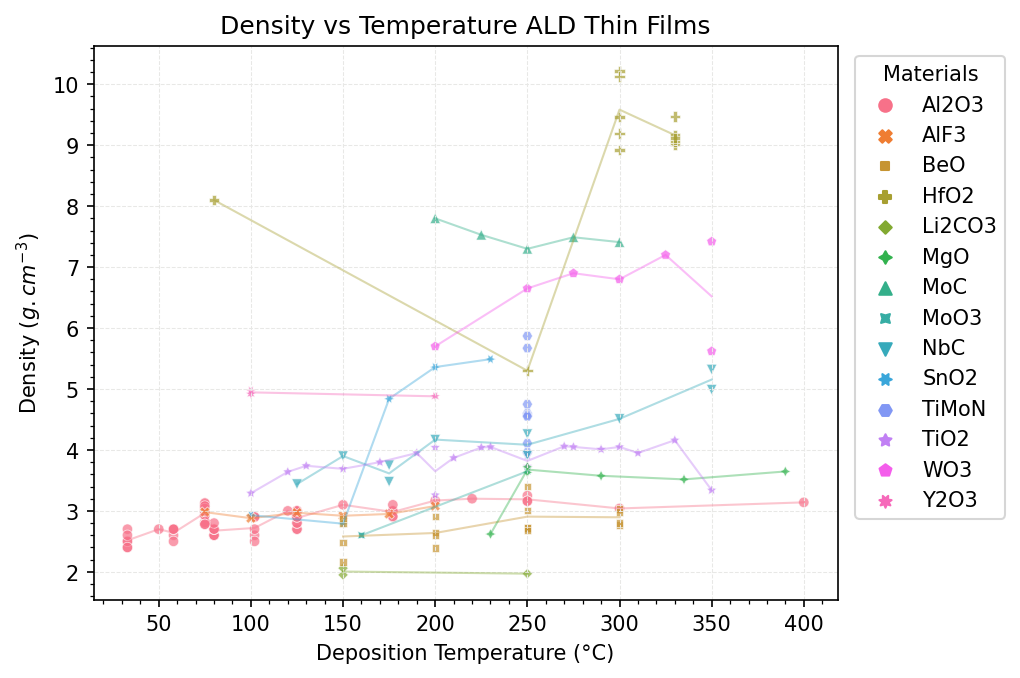 Density vs Temperature ALD Thin Films
Density (g.cm⁻³)
10
9
8
7
6
5
4
3
2
50 100 150 200 250 300 350 400
Deposition Temperature (°C)
Materials
Al2O3
AlF3
BeO
HfO2
Li2CO3
MgO
MoC
MoO3
NbC
SnO2
TiMoN
TiO2
WO3
Y2O3